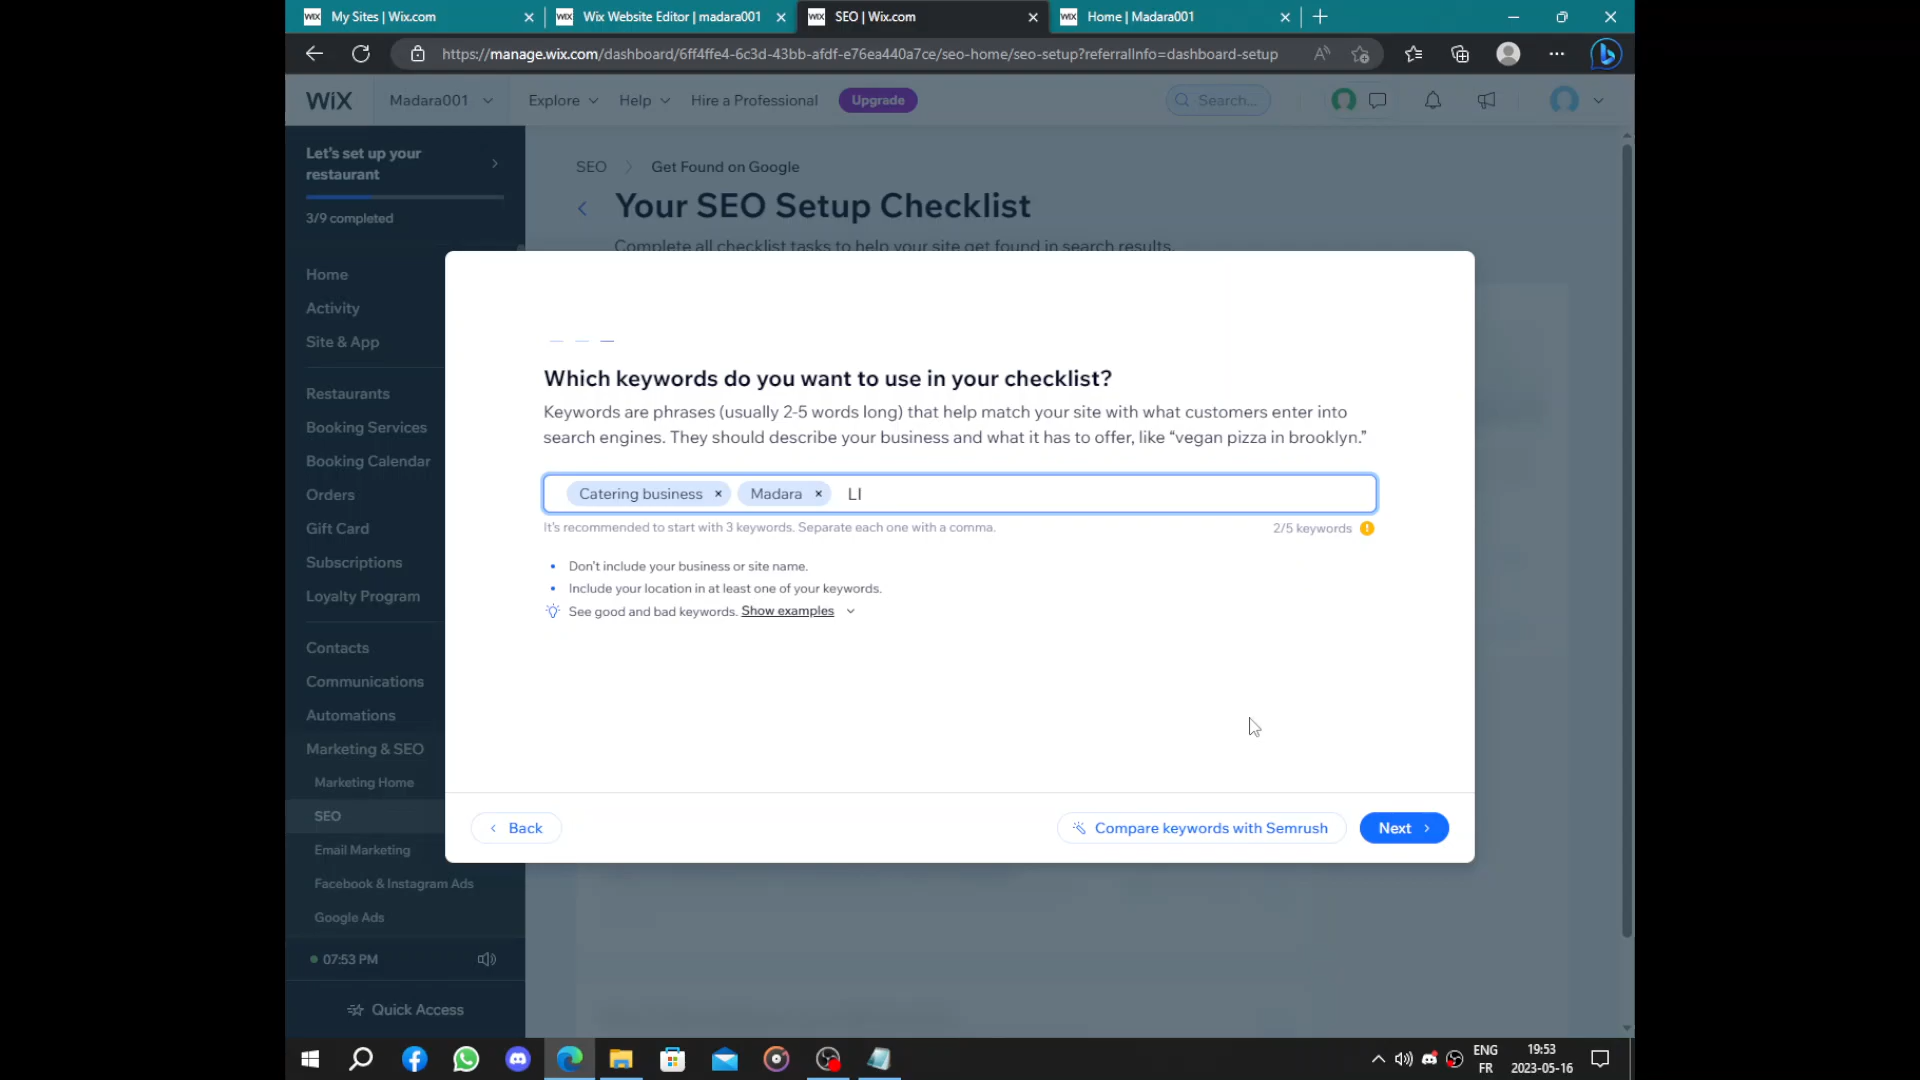 My Sites | Wix.com
Wix Website Editor | madara001
SEO | Wix.com
Home | Madara001
https://manage.wix.com/dashboard/6ff4ffe4-6c3d-43bb-afdf-e76ea440a7ce/seo-home/seo-setup?referralInfo=dashboard-setup
WiX
Madara001
Explore
Help
Hire a Professional
Upgrade
Search...
Let's set up your
restaurant
3/9 completed
Home
Activity
Site & App
Restaurants
Booking Services
Booking Calendar
Orders
Gift Card
Subscriptions
Loyalty Program
Contacts
Communications
Automations
Marketing & SEO
Marketing Home
SEO
Email Marketing
Facebook & Instagram Ads
Google Ads
07:53 PM
Quick Access
SEO > Get Found on Google
Your SEO Setup Checklist
Complete all checklist tasks to help your site get found in search results.
Which keywords do you want to use in your checklist?
Keywords are phrases (usually 2-5 words long) that help match your site with what customers enter into
search engines. They should describe your business and what it has to offer, like “vegan pizza in brooklyn.”
Catering business × Madara × LI
It's recommended to start with 3 keywords. Separate each one with a comma.
2/5 keywords
Don't include your business or site name.
Include your location in at least one of your keywords.
See good and bad keywords. Show examples
Back
Compare keywords with Semrush
Next
ENG
FR
19:53
2023-05-16